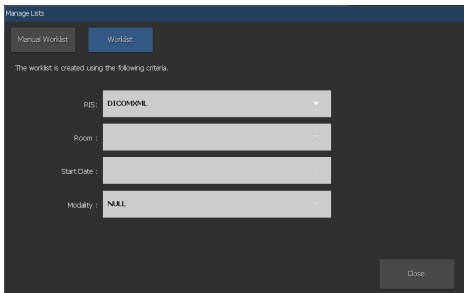 Manage Lists
Manual Worklist
Worklist
The worklist is created using the following criteria.
RIS: DICOMXML
Room :
Start Date :
Modality : NULL
Close